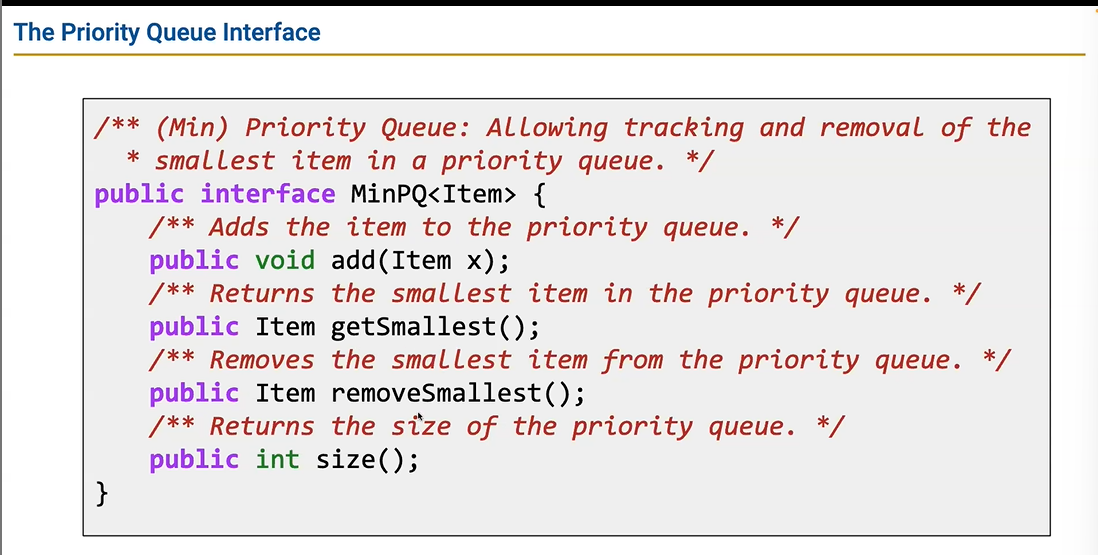 The Priority Queue Interface
/** (Min) Priority Queue: Allowing tracking and removal of the
* smallest item in a priority queue. */
public interface MinPQ<Item> {
/** Adds the item to the priority queue. */
public void add(Item x);
/** Returns the smallest item in the priority queue. */
public Item getSmallest();
/** Removes the smallest item from the priority queue. */
public Item removeSmallest();
/** Returns the size of the priority queue. */
public int size();
}